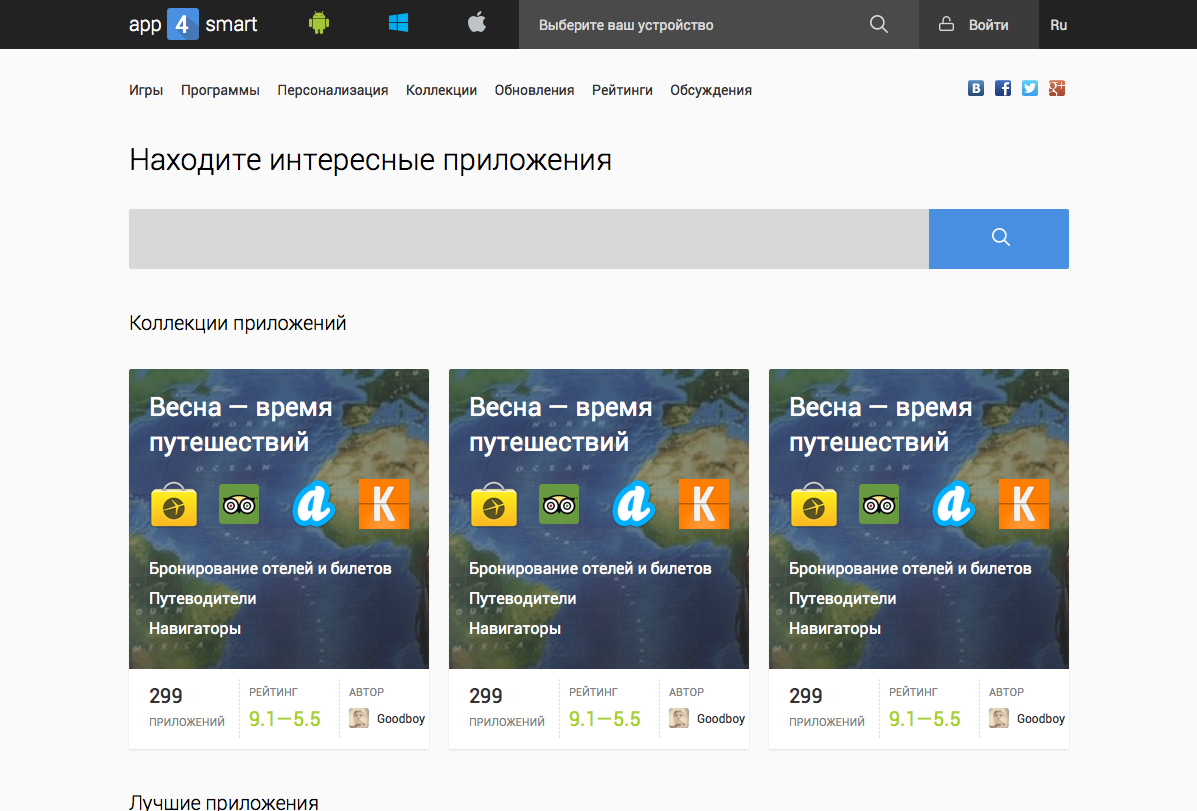 app 4 smart
Выберите ваш устройство
Войти
Ru
Игры Программы Персонализация Коллекции Обновления Рейтинги Обсуждения
Находите интересные приложения
Коллекции приложений
Весна — время
путешествий
Бронирование отелей и билетов
Путеводители
Навигаторы
299
ПРИЛОЖЕНИЙ
РЕЙТИНГ
9.1—5.5
АВТОР
Goodboy
Весна — время
путешествий
Бронирование отелей и билетов
Путеводители
Навигаторы
299
ПРИЛОЖЕНИЙ
РЕЙТИНГ
9.1—5.5
АВТОР
Goodboy
Весна — время
путешествий
Бронирование отелей и билетов
Путеводители
Навигаторы
299
ПРИЛОЖЕНИЙ
РЕЙТИНГ
9.1—5.5
АВТОР
Goodboy
Лучшие приложения